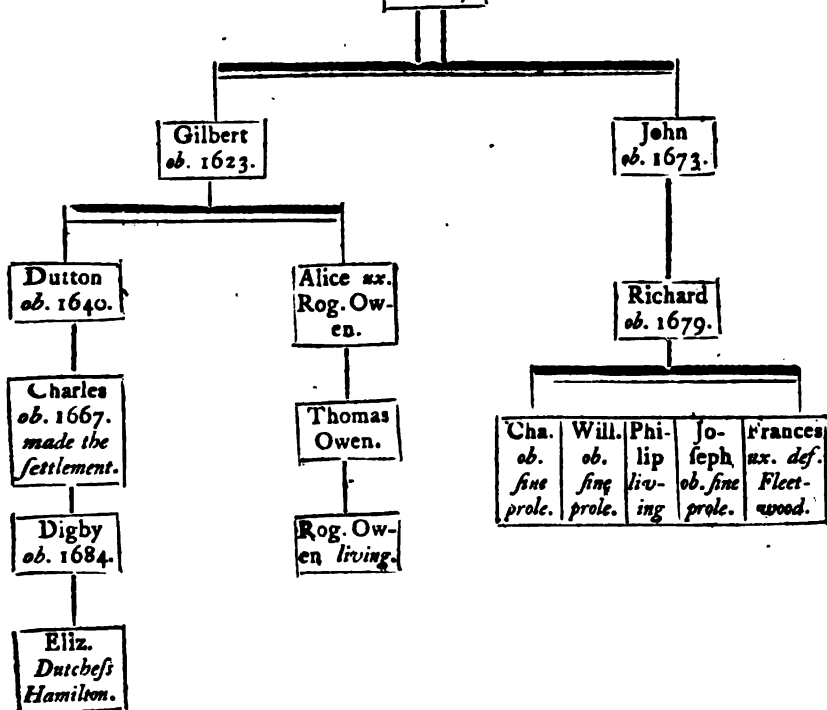 Gilbert
ob. 1623.
John
ob. 1673.
Dutton
ob. 1640.
Alice ux.
Rog. Ow-
en.
Richard
ob. 1679.
Charles
ob. 1667.
made the
ſettlement.
Thomas
Owen.
Cha.
ob.
ſine
prole.
Will.
ob.
ſine
prole.
Phi-
lip
liv-
ing
Jo-
ſeph
ob. ſine
prole.
Frances
ux. def.
Fleet-
wood.
Digby
ob. 1684.
Rog. Ow-
en living.
Eliz.
Dutcheſs
Hamilton.